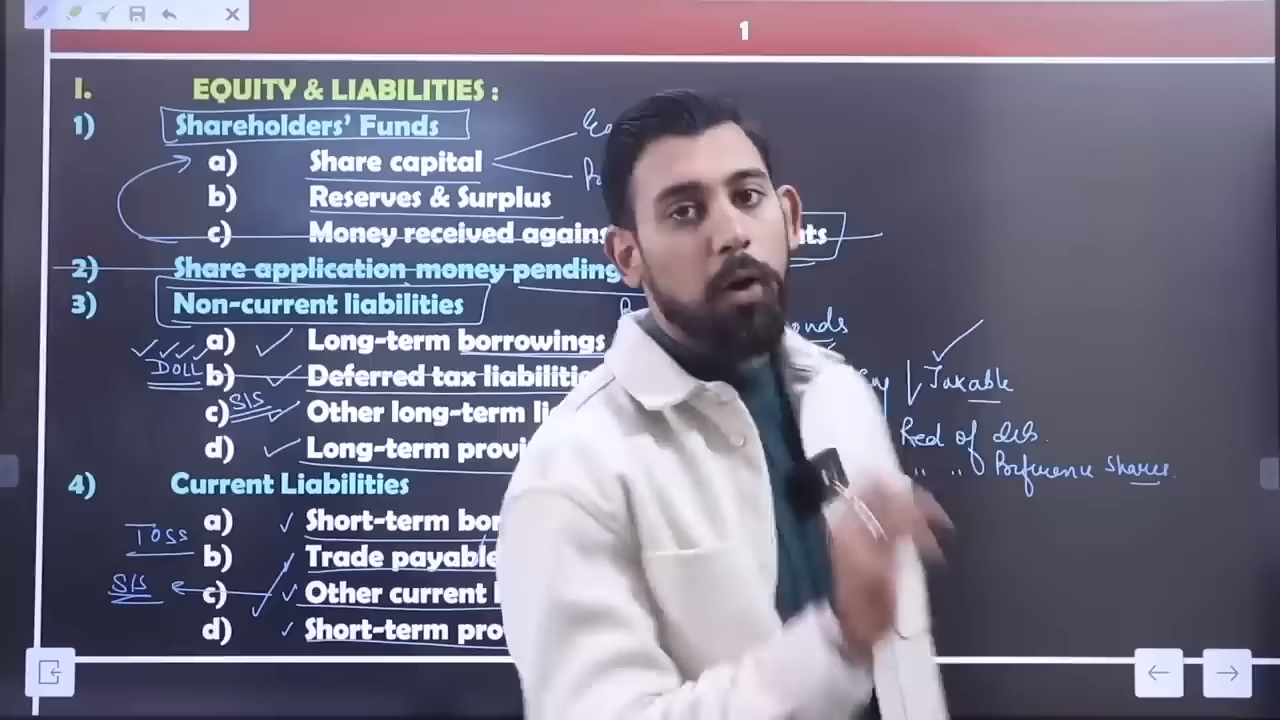 1
I. EQUITY & LIABILITIES :
1) Shareholders' Funds
a) Share capital
b) Reserves & Surplus
c) Money received agains
2) Share application money pending
3) Non-current liabilities
a) Long-term borrowings
DOLL b) Deferred tax liabiliti Taxable
c) SIS Other long-term li Red of deb.
d) Long-term provi " " Preference Shares
4) Current Liabilities
a) Short-term bor
TOSS b) Trade payable
SIS c) Other current
d) Short-term pro